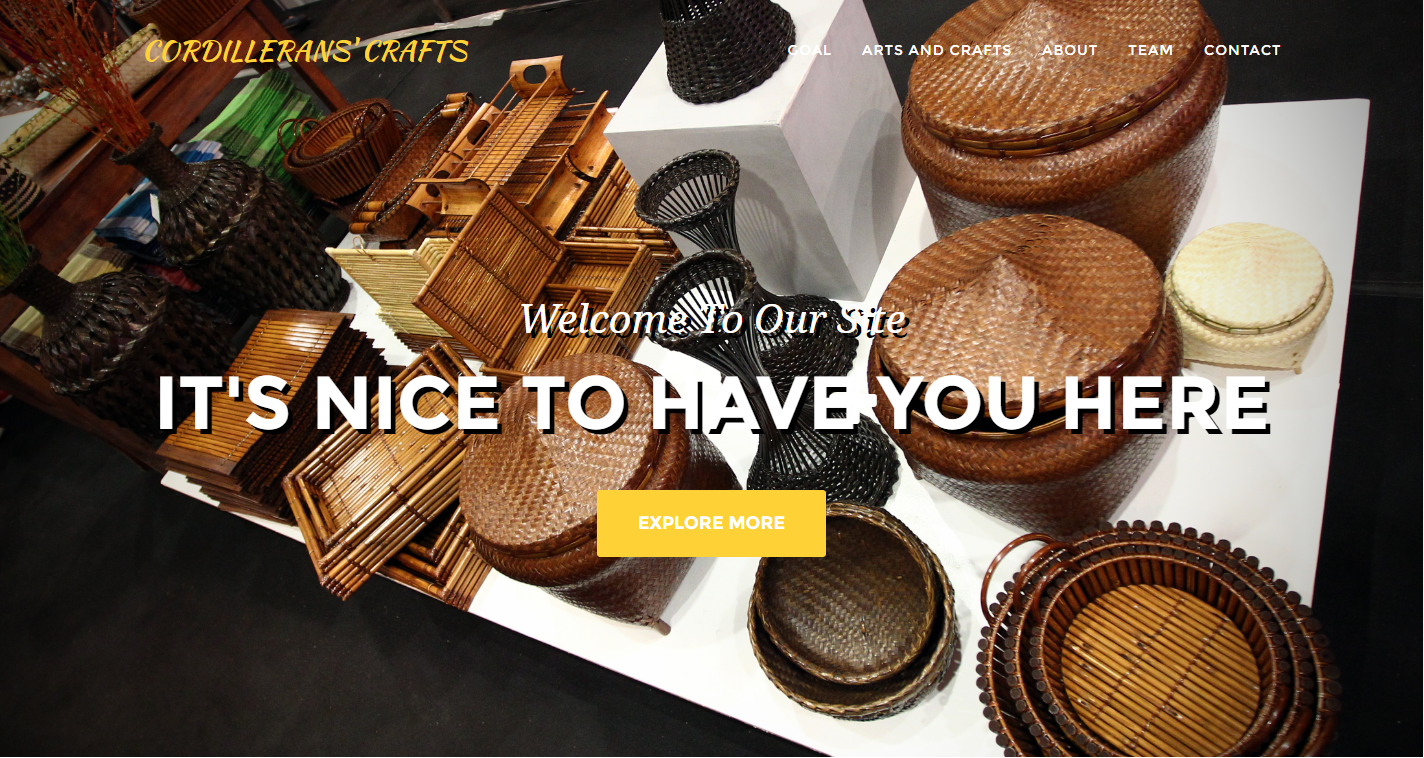 CORDILLERANS' CRAFTS
GOAL ARTS AND CRAFTS ABOUT TEAM CONTACT
Welcome To Our Site
IT'S NICE TO HAVE YOU HERE
EXPLORE MORE